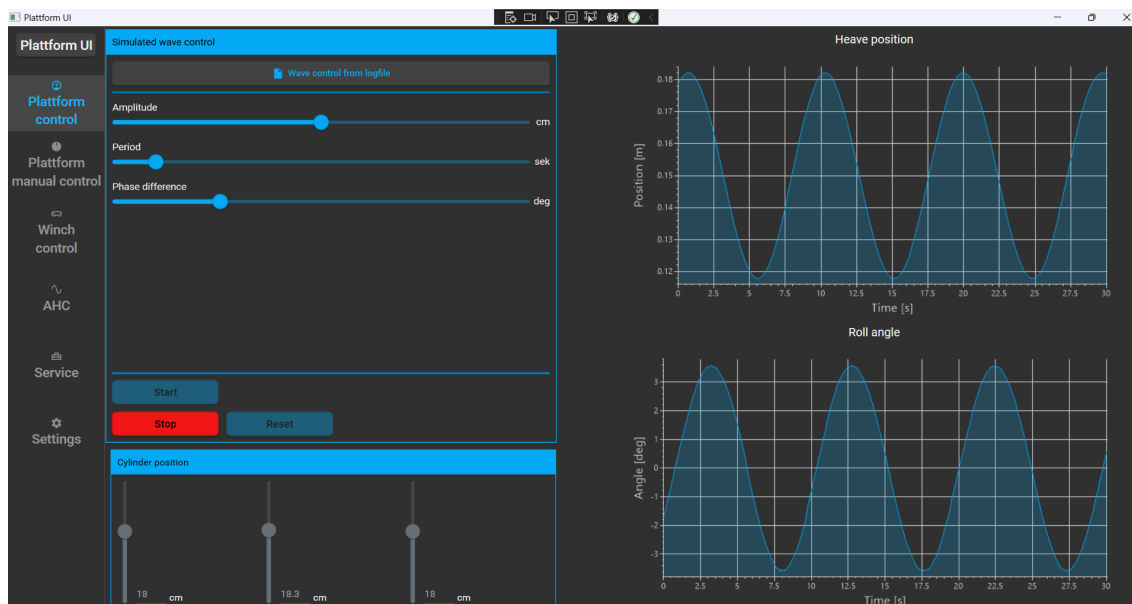 Plattform UI
Plattform UI
Plattform
control
Plattform
manual control
Winch
control
AHC
Service
Settings
Simulated wave control
Wave control from logfile
Amplitude
cm
Period
sek
Phase difference
deg
Start
Stop
Reset
Cylinder position
18 cm
18.3 cm
18 cm
Heave position
Position [m]
0.18
0.17
0.16
0.15
0.14
0.13
0.12
0 2.5 5 7.5 10 12.5 15 17.5 20 22.5 25 27.5 30
Time [s]
Roll angle
Angle [deg]
3
2
1
0
-1
-2
-3
0 2.5 5 7.5 10 12.5 15 17.5 20 22.5 25 27.5 30
Time [s]